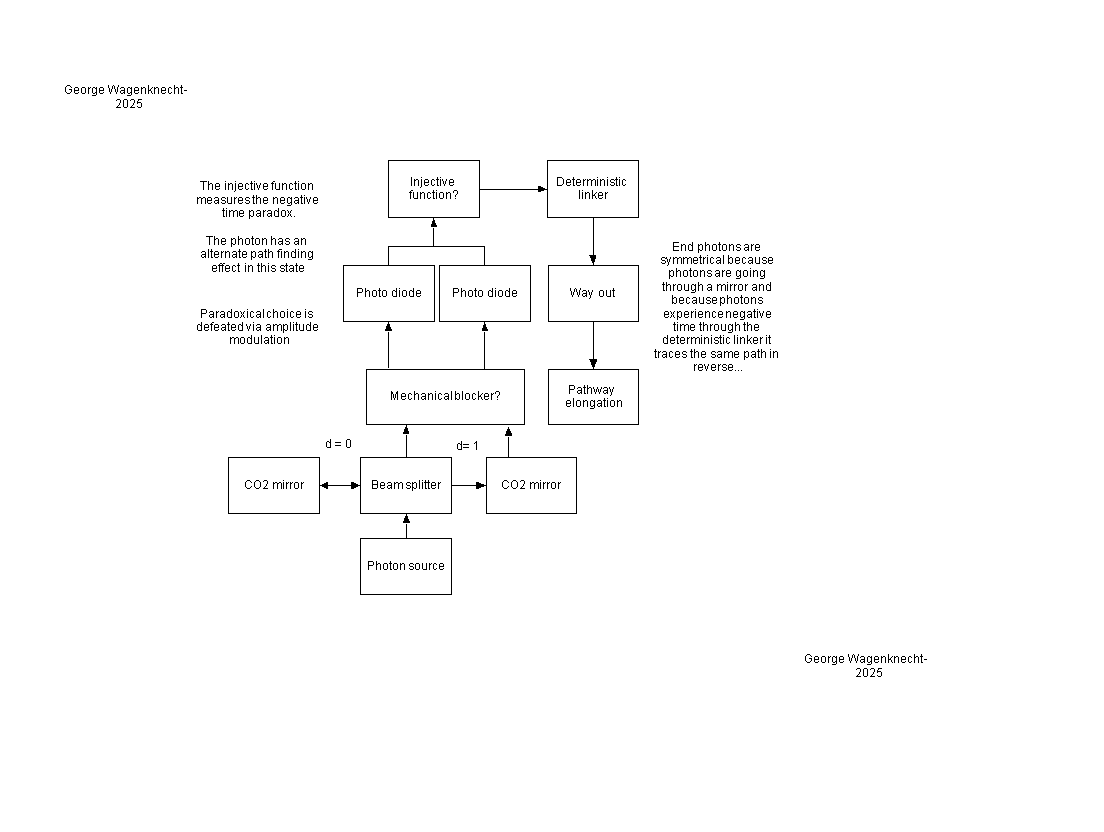 George Wagenknecht-
2025
The injective function
measures the negative
time paradox.
The photon has an
alternate path finding
effect in this state
Paradoxical choice is
defeated via amplitude
modulation
Injective
function?
Deterministic
linker
Photo diode
Photo diode
Way out
End photons are
symmetrical because
photons are going
through a mirror and
because photons
experience negative
time through the
deterministic linker it
traces the same path in
reverse...
Mechanical blocker?
Pathway
elongation
d = 0
d= 1
CO2 mirror
Beam splitter
CO2 mirror
Photon source
George Wagenknecht-
2025